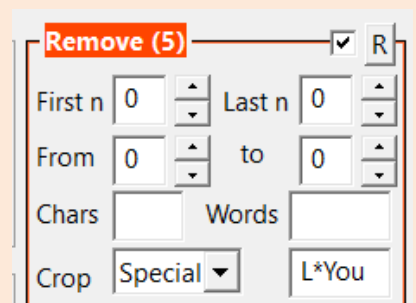 Remove (5) R
First n 0 Last n 0
From 0 to 0
Chars Words
Crop Special L*You